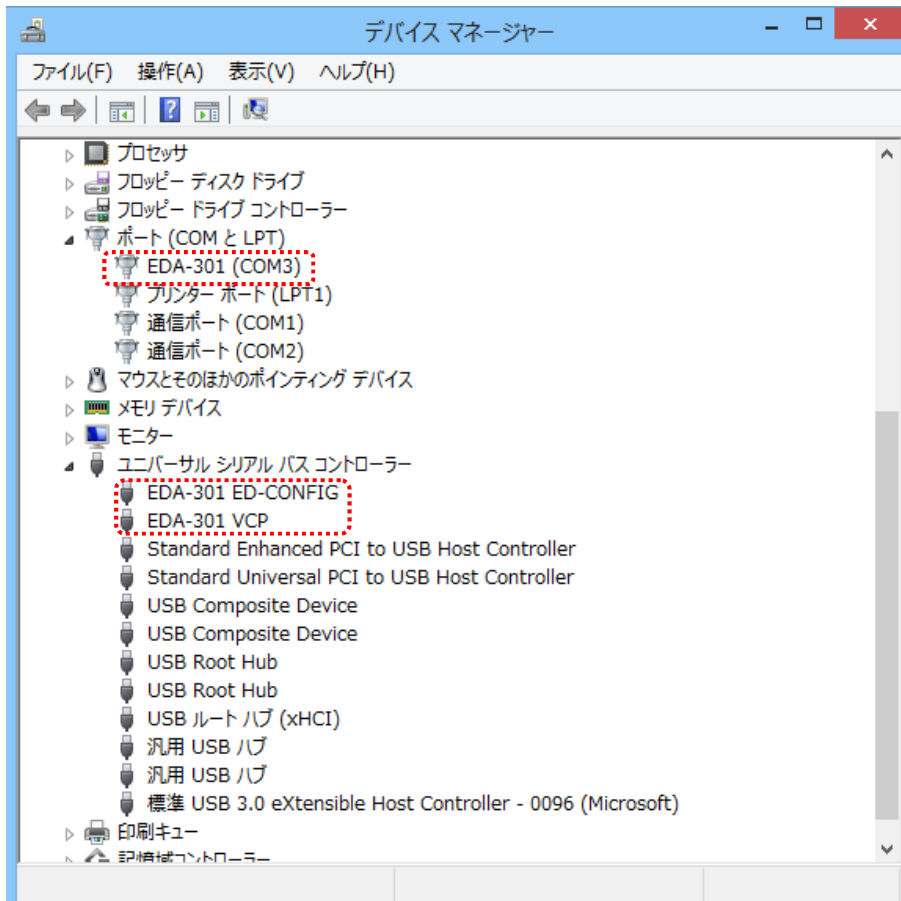 デバイス マネージャー
ファイル(F) 操作(A) 表示(V) ヘルプ(H)
プロセッサ
フロッピー ディスク ドライブ
フロッピー ドライブ コントローラー
ポート (COM と LPT)
EDA-301 (COM3)
プリンター ポート (LPT1)
通信ポート (COM1)
通信ポート (COM2)
マウスとそのほかのポインティング デバイス
メモリ デバイス
モニター
ユニバーサル シリアル バス コントローラー
EDA-301 ED-CONFIG
EDA-301 VCP
Standard Enhanced PCI to USB Host Controller
Standard Universal PCI to USB Host Controller
USB Composite Device
USB Composite Device
USB Root Hub
USB Root Hub
USB ルート ハブ (xHCI)
汎用 USB ハブ
汎用 USB ハブ
標準 USB 3.0 eXtensible Host Controller - 0096 (Microsoft)
印刷キュー
記憶域コントローラー